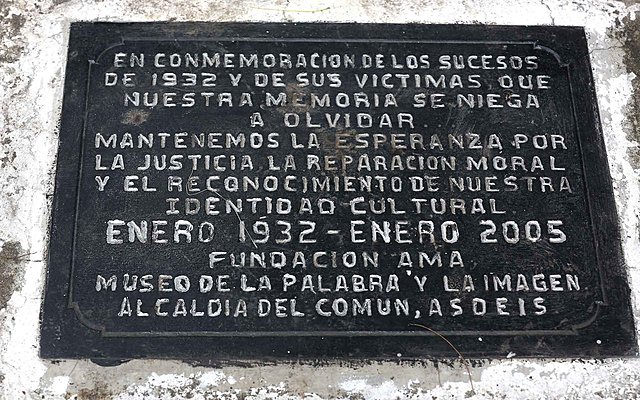 EN CONMEMORACION DE LOS SUCESOS
DE 1932 Y DE SUS VICTIMAS QUE
NUESTRA MEMORIA SE NIEGA
A OLVIDAR
MANTENEMOS LA ESPERANZA POR
LA JUSTICIA LA REPARACION MORAL
Y EL RECONOCIMIENTO DE NUESTRA
IDENTIDAD CULTURAL
ENERO 1932 - ENERO 2005
FUNDACION AMA
MUSEO DE LA PALABRA Y LA IMAGEN
ALCALDIA DEL COMUN, ASDEIS